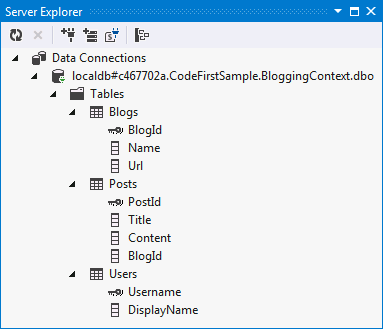 Server Explorer
Data Connections
localdb#c467702a.CodeFirstSample.BloggingContext.dbo
Tables
Blogs
BlogId
Name
Url
Posts
PostId
Title
Content
BlogId
Users
Username
DisplayName